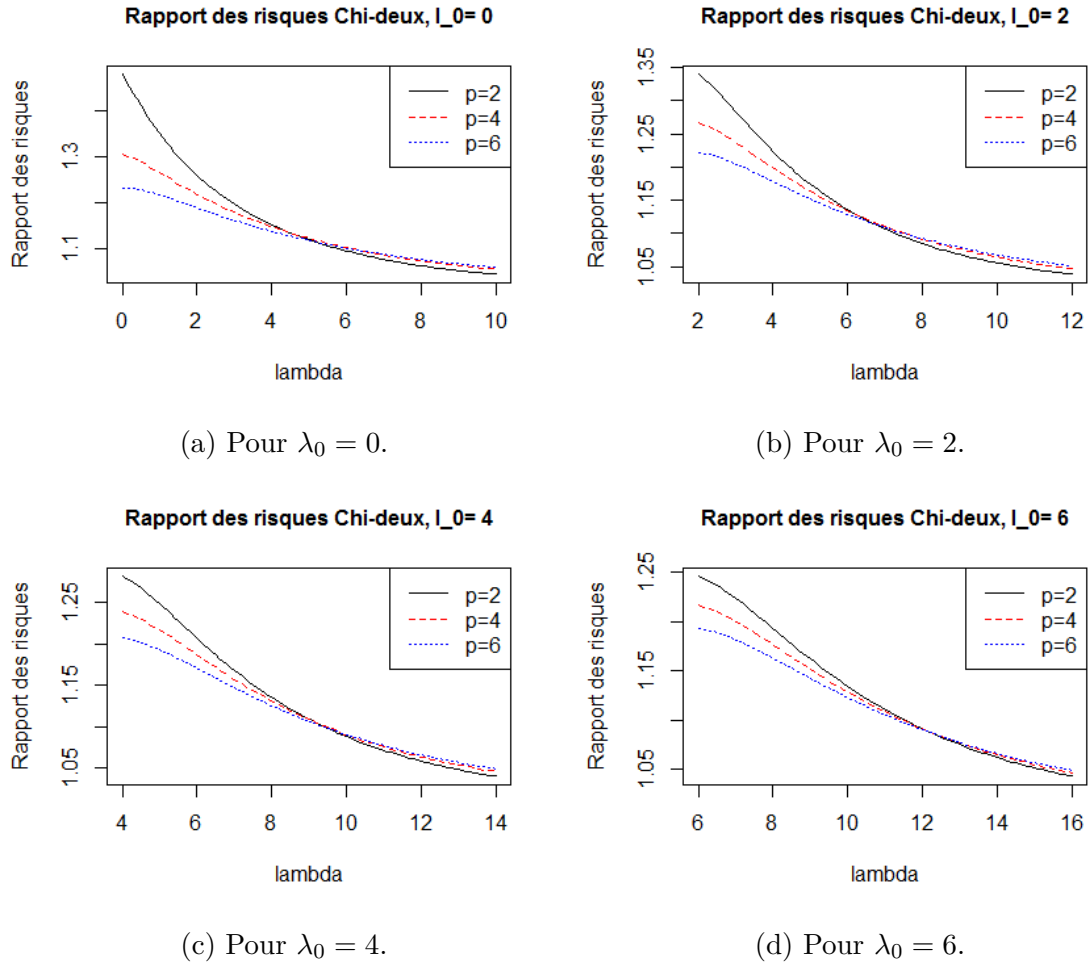 Rapport des risques Chi-deux, l_0= 0
Rapport des risques
1.1
1.3
p=2
p=4
p=6
0 2 4 6 8 10
lambda
(a) Pour λ₀ = 0.
Rapport des risques Chi-deux, l_0= 2
Rapport des risques
1.05
1.15
1.25
1.35
p=2
p=4
p=6
2 4 6 8 10 12
lambda
(b) Pour λ₀ = 2.
Rapport des risques Chi-deux, l_0= 4
Rapport des risques
1.05
1.15
1.25
p=2
p=4
p=6
4 6 8 10 12 14
lambda
(c) Pour λ₀ = 4.
Rapport des risques Chi-deux, l_0= 6
Rapport des risques
1.05
1.15
1.25
p=2
p=4
p=6
6 8 10 12 14 16
lambda
(d) Pour λ₀ = 6.